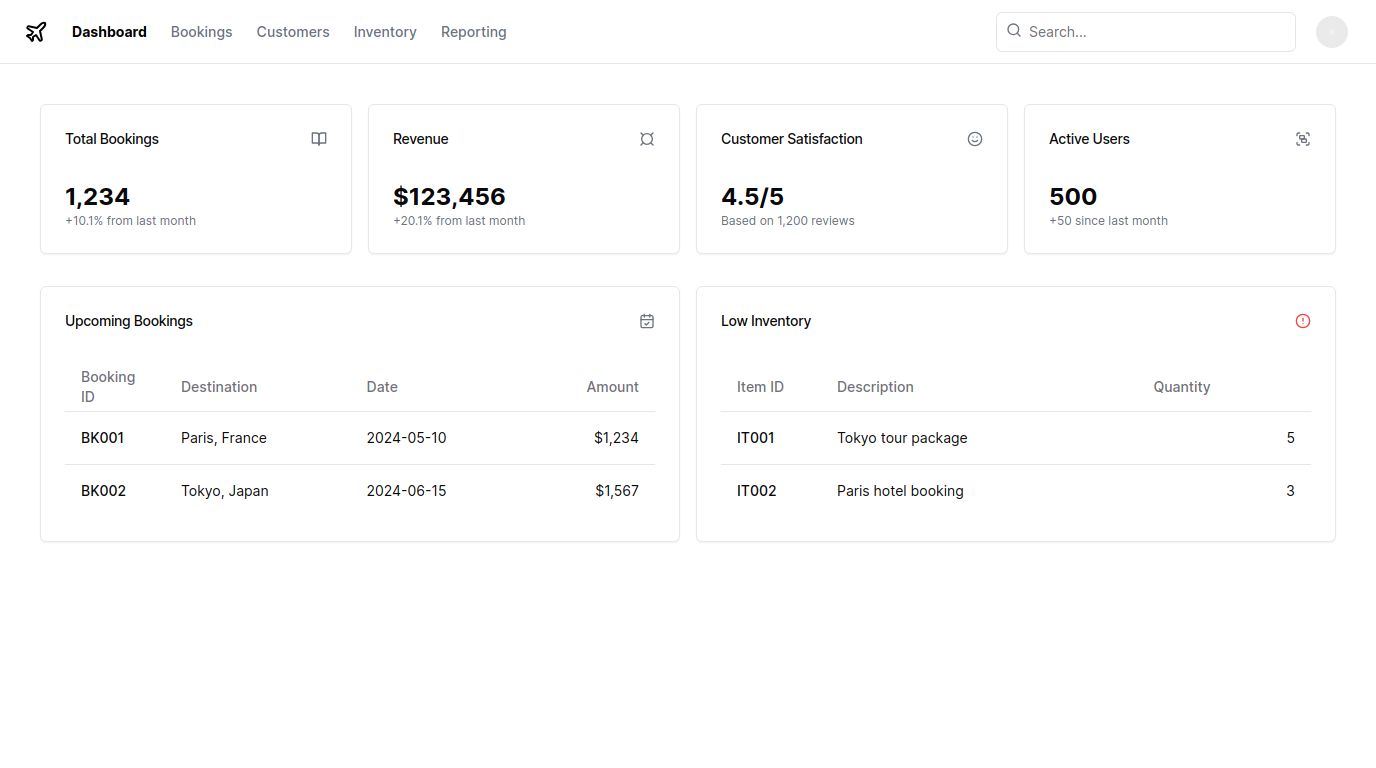 Dashboard Bookings Customers Inventory Reporting Search...
Total Bookings
1,234
+10.1% from last month
Revenue
$123,456
+20.1% from last month
Customer Satisfaction
4.5/5
Based on 1,200 reviews
Active Users
500
+50 since last month
Upcoming Bookings
Booking
ID
Destination Date Amount
BK001 Paris, France 2024-05-10 $1,234
BK002 Tokyo, Japan 2024-06-15 $1,567
Low Inventory
Item ID Description Quantity
IT001 Tokyo tour package 5
IT002 Paris hotel booking 3